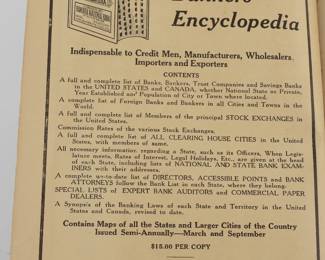 Bankers
Encyclopedia
Indispensable to Credit Men, Manufacturers, Wholesalers
Importers and Exporters
CONTENTS
A full and complete list of Banks, Bankers, Trust Companies and Savings Banks
in the UNITED STATES and CANADA, whether National State or Private,
Year Established and Population of City or Town where located.
A complete list of Foreign Banks and Bankers in all Cities and Towns in the
World.
A full and complete list of Members of the principal STOCK EXCHANGES in
the United States.
Commission Rates of the various Stock Exchanges.
A full and complete list of ALL CLEARING HOUSE CITIES in the United
States, with members of same.
All necessary information, regarding a State, such as its Officers, When Legis-
lature meets, Rates of Interest, Legal Holidays, Etc., are given at the head
of each State, including lists of NATIONAL AND STATE BANK EXAM-
INERS with their addresses.
A complete up-to-date list of DIRECTORS, ACCESSIBLE POINTS and BANK
ATTORNEYS follow the Bank List in each State, where they belong.
SPECIAL LISTS of EXPERT BANK AUDITORS and COMMERCIAL PAPER
DEALERS.
A Synopsis of the Banking Laws of each State and Territory in the United
States and Canada, revised to date.
Contains Maps of all the States and Larger Cities of the Country
Issued Semi-Annually—March and September
$15.00 PER COPY